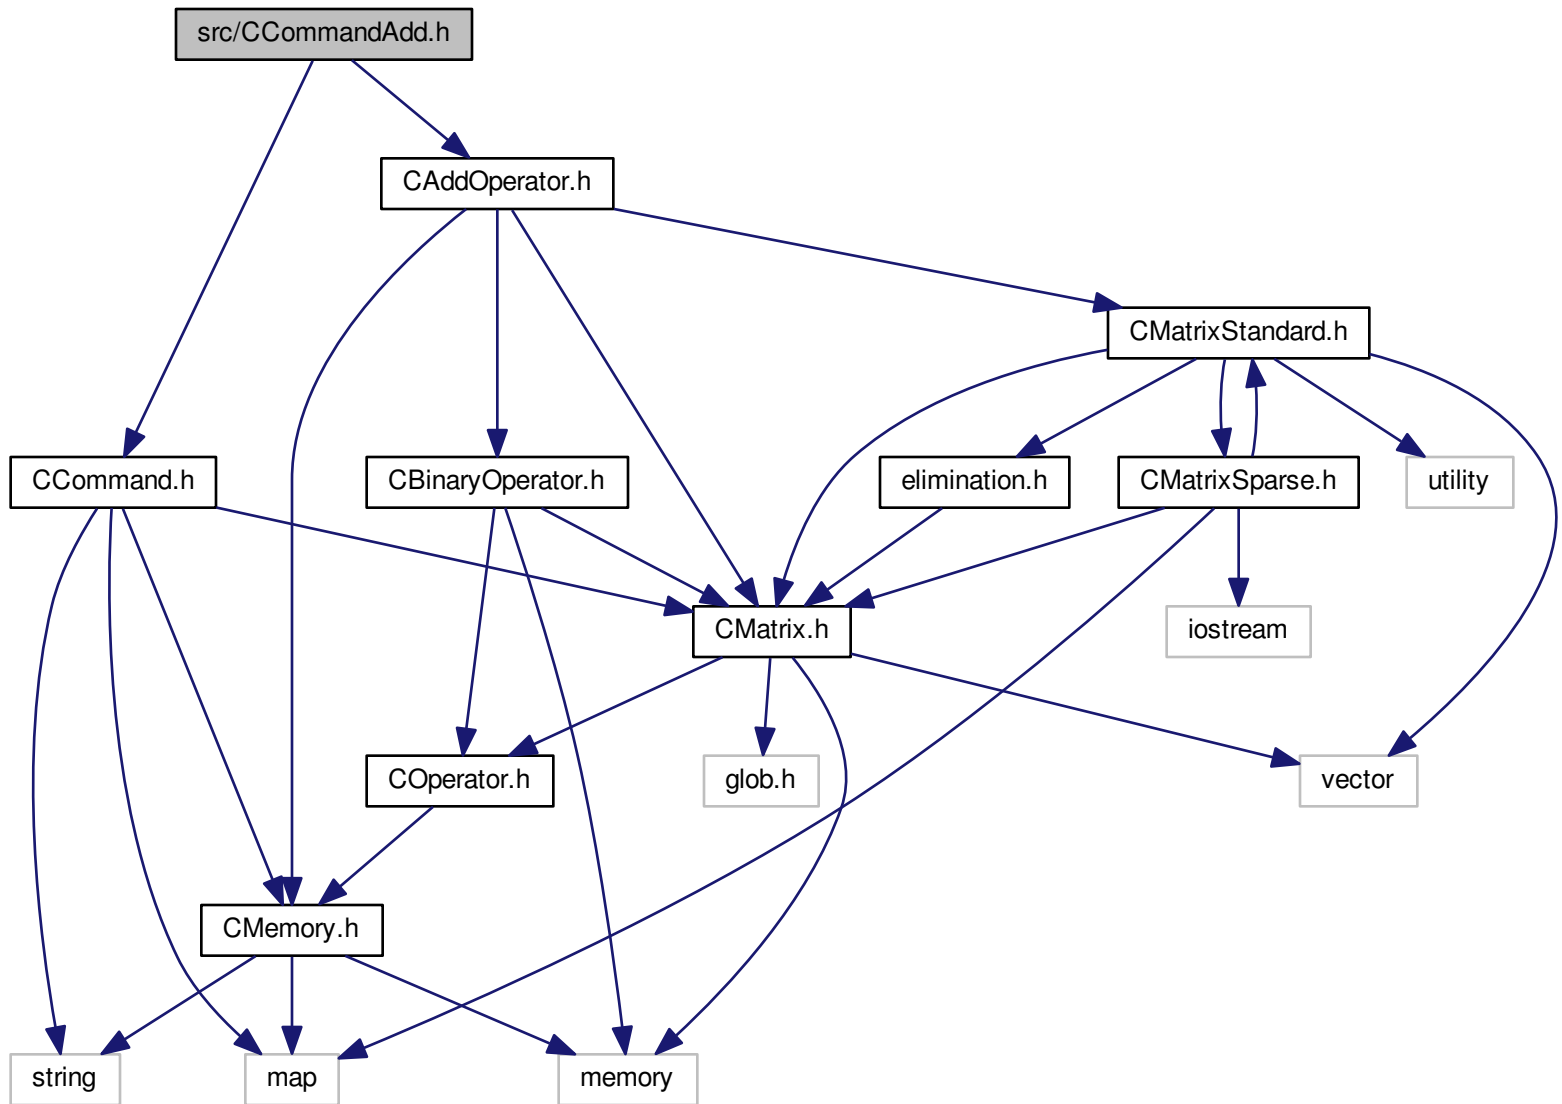 src/CCommandAdd.h
CAddOperator.h
CMatrixStandard.h
CCommand.h
CBinaryOperator.h
elimination.h
CMatrixSparse.h
utility
CMatrix.h
iostream
COperator.h
glob.h
vector
CMemory.h
string
map
memory